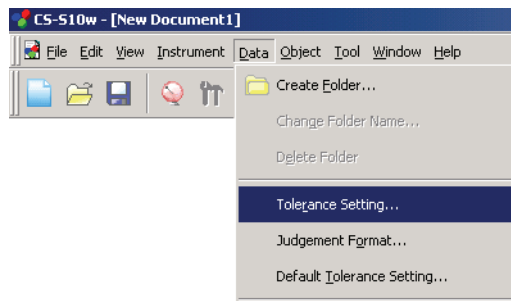 CS-S10w - [New Document1]
File Edit View Instrument Data Object Tool Window Help
Create Folder...
Change Folder Name...
Delete Folder
Tolerance Setting...
Judgement Format...
Default Tolerance Setting...